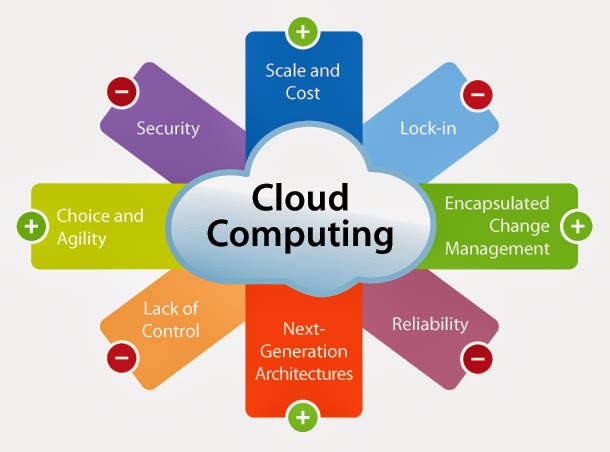 Scale and
Cost
Security
Lock-in
Cloud
Computing
Choice and
Agility
Encapsulated
Change
Management
Lack of
Control
Next-
Generation
Architectures
Reliability